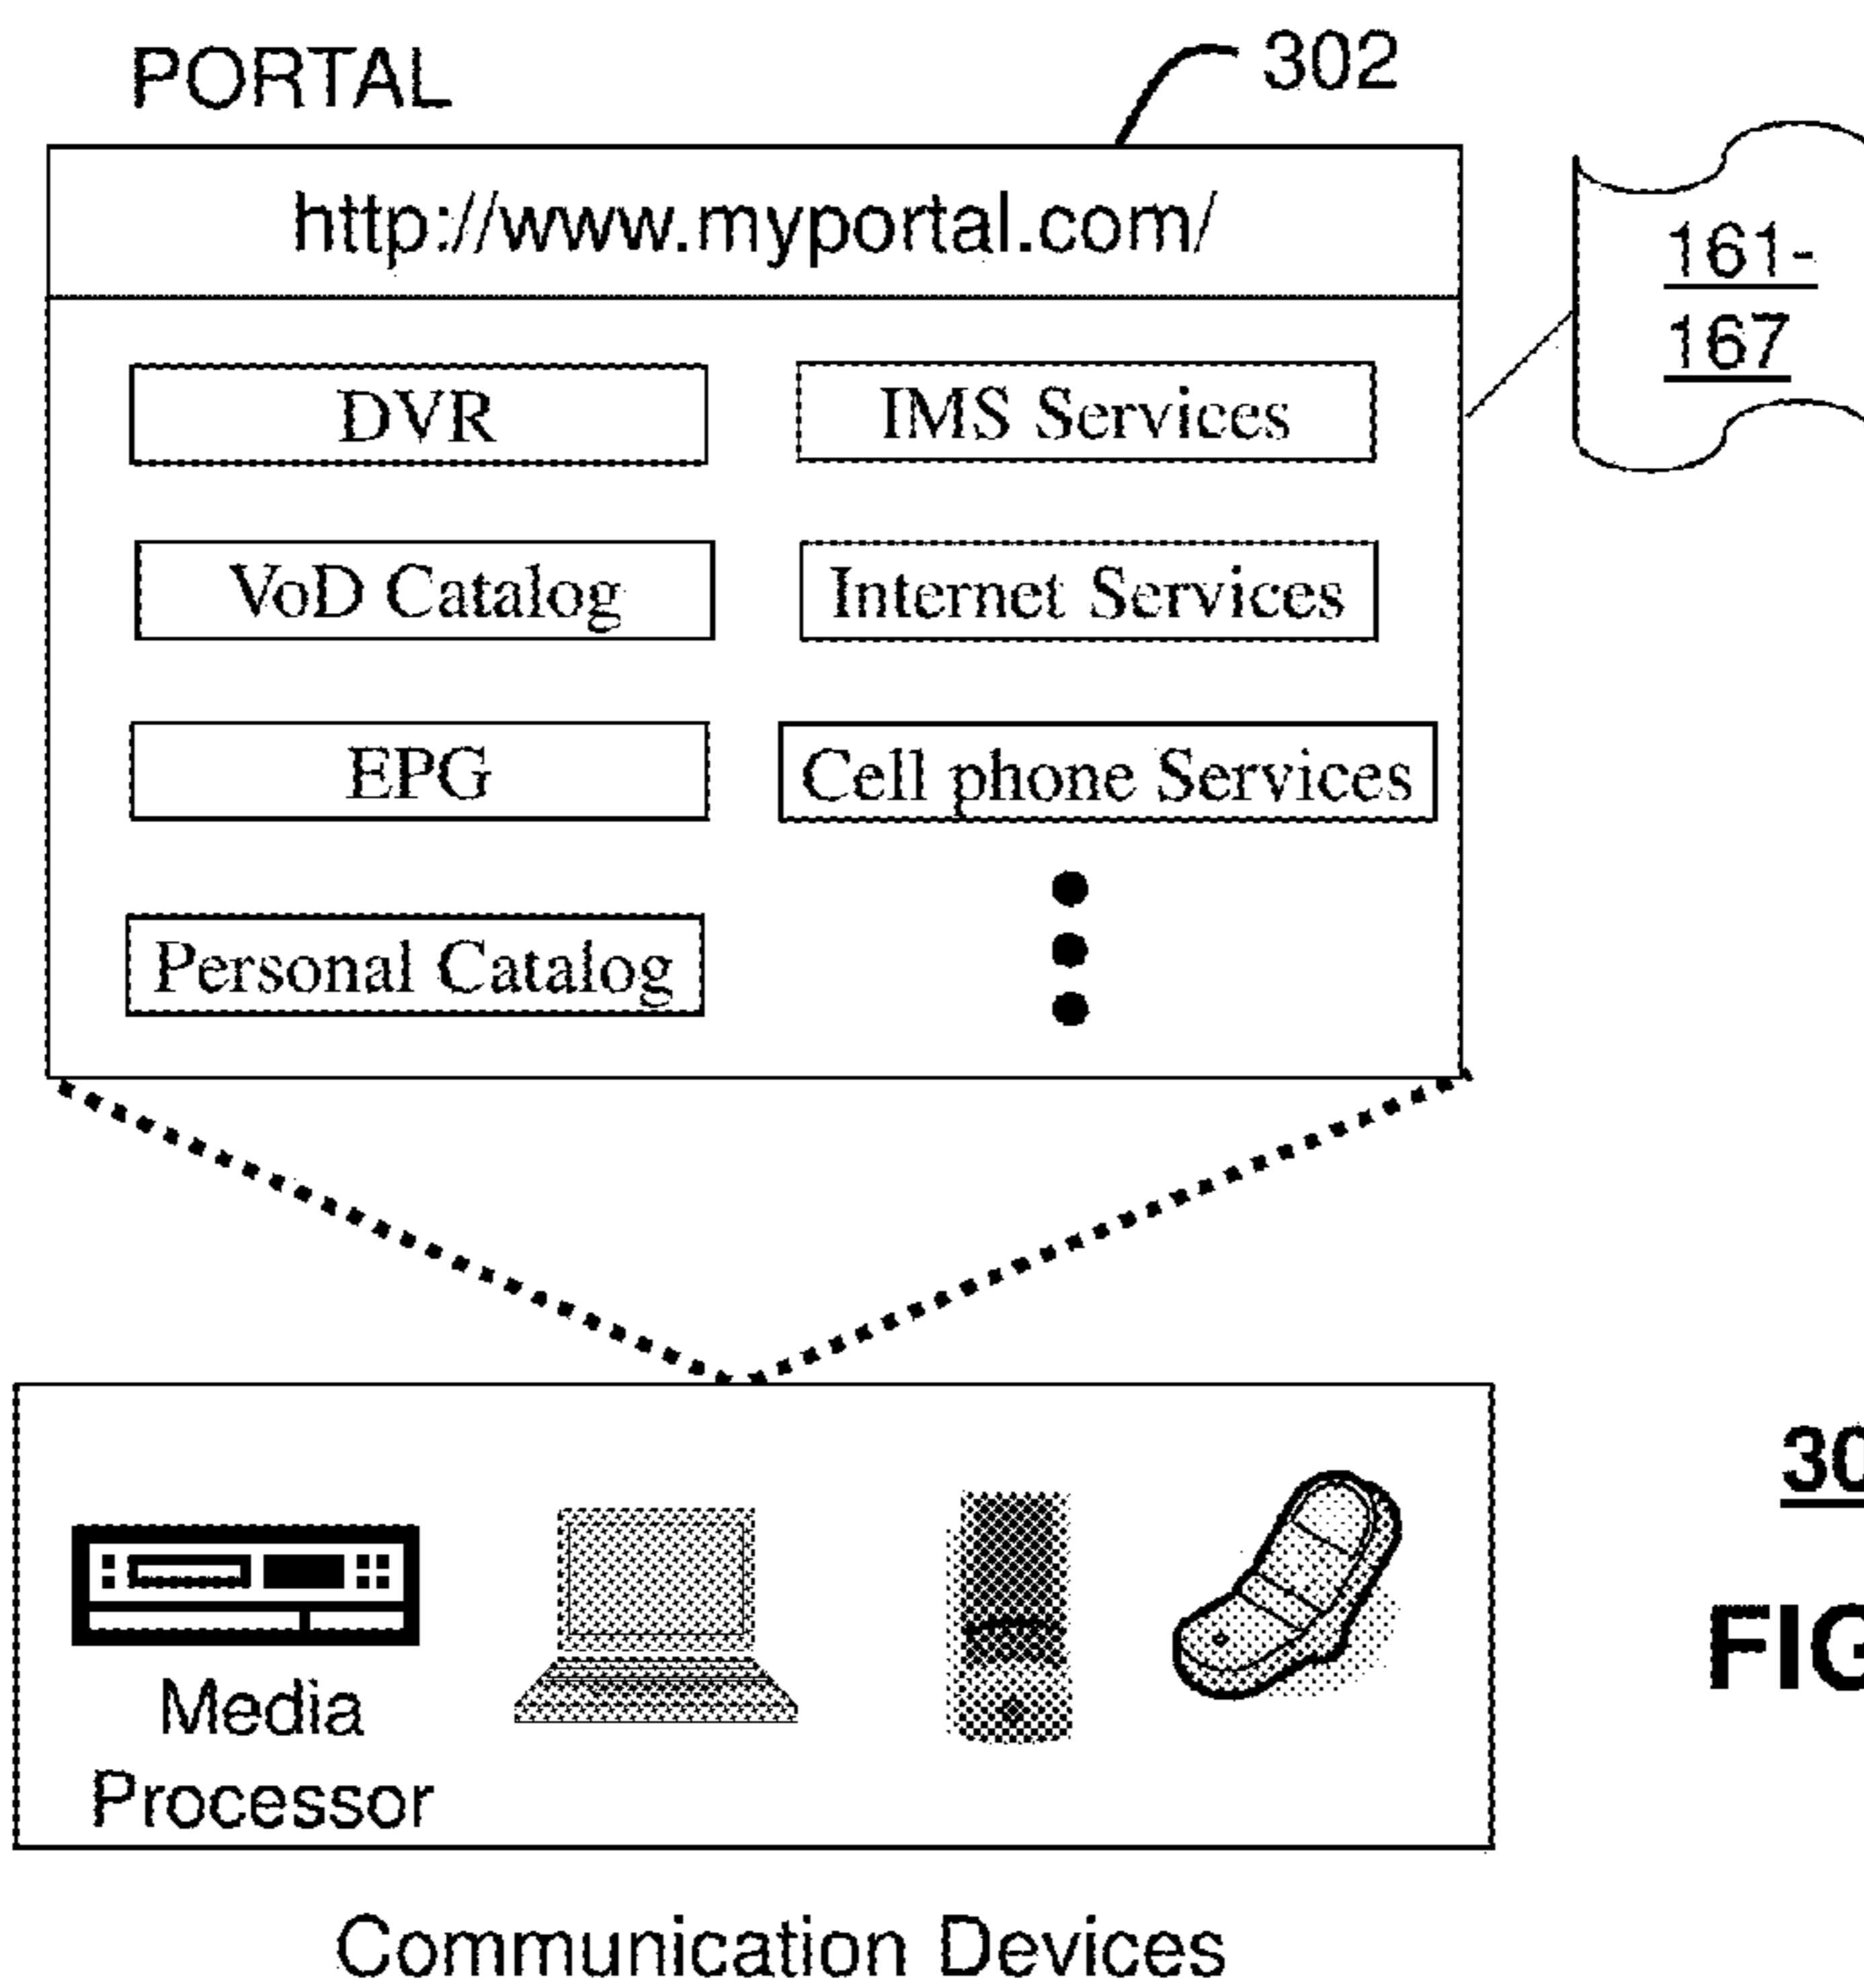 PORTAL
302
http://www.myportal.com/
161-
167
DVR
IMS Services
VoD Catalog
Internet Services
EPG
Cell phone Services
Personal Catalog
Media
Processor
Communication Devices